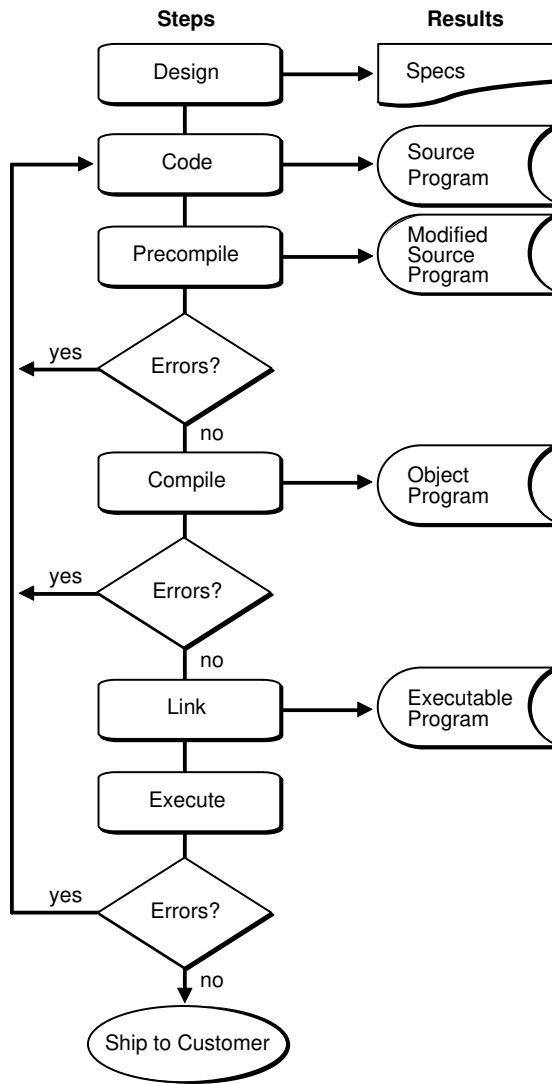 Steps
Results
Design
Specs
Code
Source
Program
Precompile
Modified
Source
Program
yes
Errors?
no
Compile
Object
Program
yes
Errors?
no
Link
Executable
Program
Execute
yes
Errors?
no
Ship to Customer